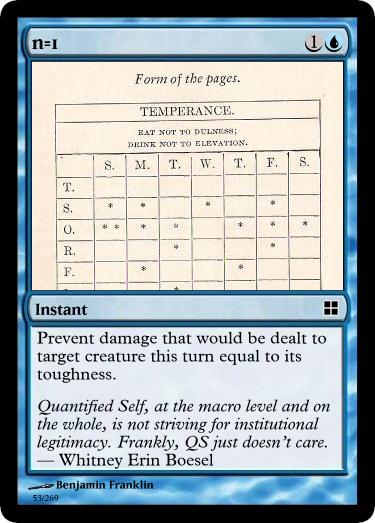 n=1
1
Form of the pages.
TEMPERANCE.
EAT NOT TO DULNESS;
DRINK NOT TO ELEVATION.
S. M. T. W. T. F. S.
T.
S. * * * *
O. ** * * * * *
R. * *
F. * *
*
Instant
Prevent damage that would be dealt to
target creature this turn equal to its
toughness.
Quantified Self, at the macro level and on
the whole, is not striving for institutional
legitimacy. Frankly, QS just doesn't care.
— Whitney Erin Boesel
Benjamin Franklin
53/269